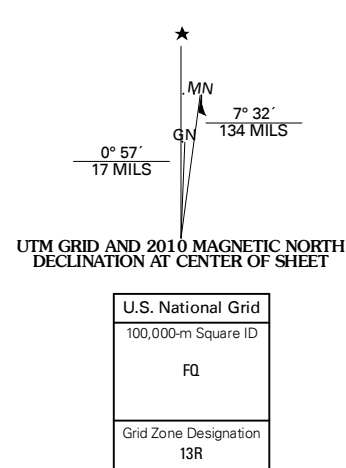 ★
MN
7° 32´
134 MILS
GN
0° 57´
17 MILS
UTM GRID AND 2010 MAGNETIC NORTH
DECLINATION AT CENTER OF SHEET
U.S. National Grid
100,000-m Square ID
FQ
Grid Zone Designation
13R